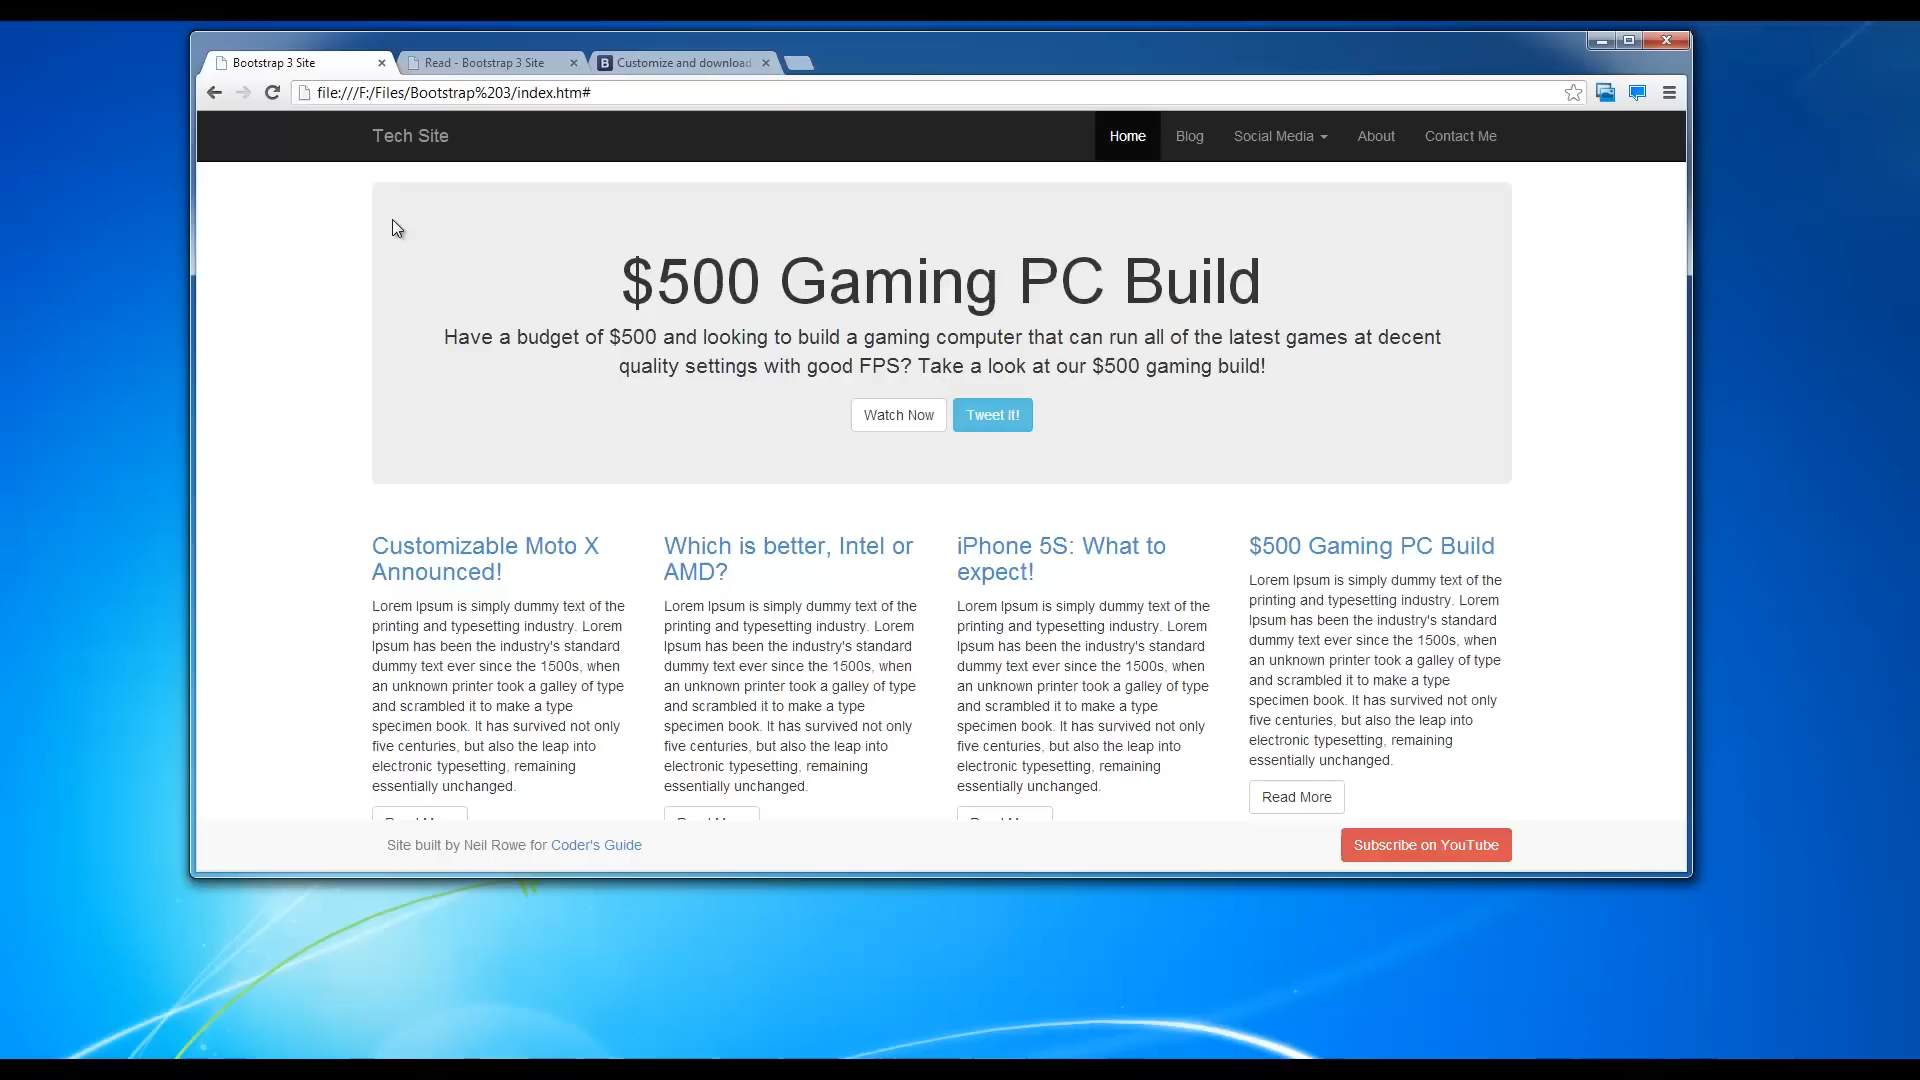 Bootstrap 3 Site
Read - Bootstrap 3 Site
B Customize and download
file:///F:/Files/Bootstrap%203/index.htm#
Tech Site
Home
Blog
Social Media
About
Contact Me
$500 Gaming PC Build
Have a budget of $500 and looking to build a gaming computer that can run all of the latest games at decent
quality settings with good FPS? Take a look at our $500 gaming build!
Watch Now
Tweet It!
Customizable Moto X
Announced!
Lorem Ipsum is simply dummy text of the
printing and typesetting industry. Lorem
Ipsum has been the industry's standard
dummy text ever since the 1500s, when
an unknown printer took a galley of type
and scrambled it to make a type
specimen book. It has survived not only
five centuries, but also the leap into
electronic typesetting, remaining
essentially unchanged.
Which is better, Intel or
AMD?
Lorem Ipsum is simply dummy text of the
printing and typesetting industry. Lorem
Ipsum has been the industry's standard
dummy text ever since the 1500s, when
an unknown printer took a galley of type
and scrambled it to make a type
specimen book. It has survived not only
five centuries, but also the leap into
electronic typesetting, remaining
essentially unchanged.
iPhone 5S: What to
expect!
Lorem Ipsum is simply dummy text of the
printing and typesetting industry. Lorem
Ipsum has been the industry's standard
dummy text ever since the 1500s, when
an unknown printer took a galley of type
and scrambled it to make a type
specimen book. It has survived not only
five centuries, but also the leap into
electronic typesetting, remaining
essentially unchanged.
$500 Gaming PC Build
Lorem Ipsum is simply dummy text of the
printing and typesetting industry. Lorem
Ipsum has been the industry's standard
dummy text ever since the 1500s, when
an unknown printer took a galley of type
and scrambled it to make a type
specimen book. It has survived not only
five centuries, but also the leap into
electronic typesetting, remaining
essentially unchanged.
Read More
Site built by Neil Rowe for Coder's Guide
Subscribe on YouTube